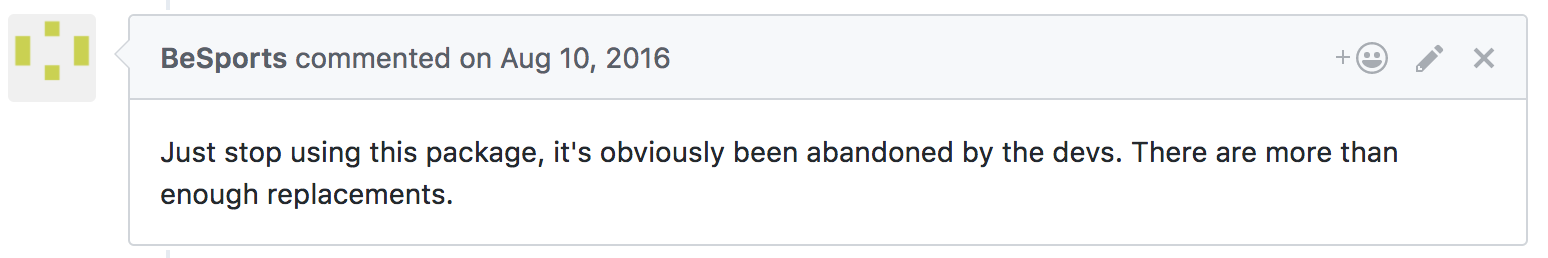 BeSports commented on Aug 10, 2016
Just stop using this package, it's obviously been abandoned by the devs. There are more than
enough replacements.